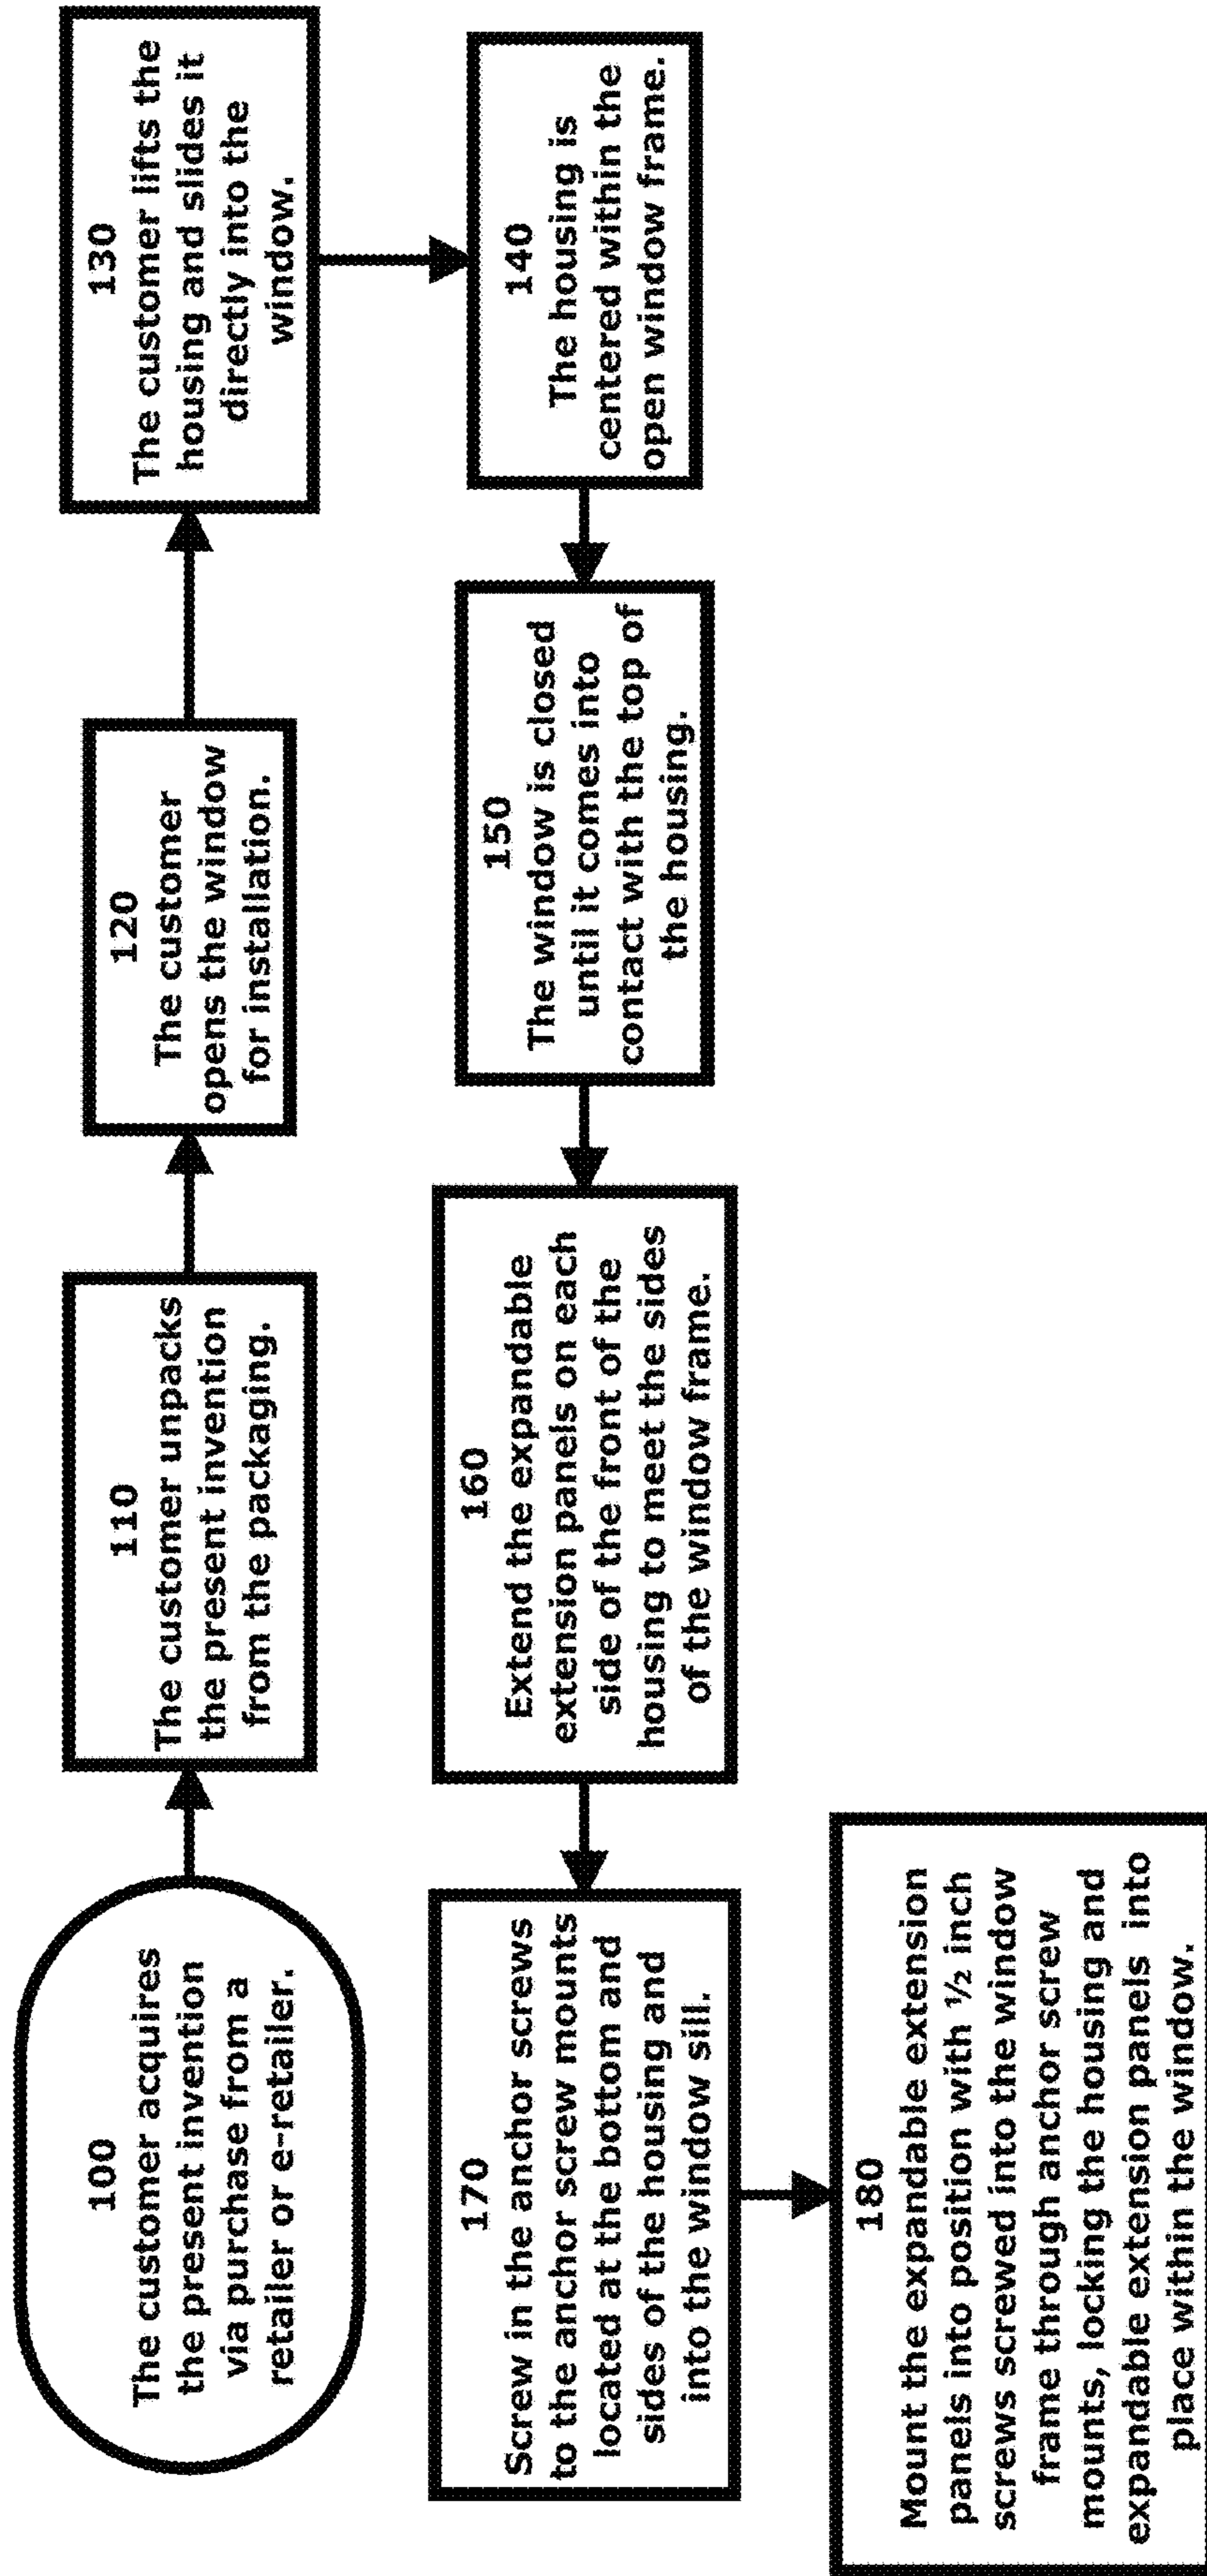 100
The customer acquires
the present invention
via purchase from a
retailer or e-retailer.
110
The customer unpacks
the present invention
from the packaging.
120
The customer
opens the window
for installation.
130
The customer lifts the
housing and slides it
directly into the
window.
140
The housing is
centered within the
open window frame.
150
The window is closed
until it comes into
contact with the top of
the housing.
160
Extend the expandable
extension panels on each
side of the front of the
housing to meet the sides
of the window frame.
170
Screw in the anchor screws
to the anchor screw mounts
located at the bottom and
sides of the housing and
into the window sill.
180
Mount the expandable extension
panels into position with ½ inch
screws screwed into the window
frame through anchor screw
mounts, locking the housing and
expandable extension panels into
place within the window.